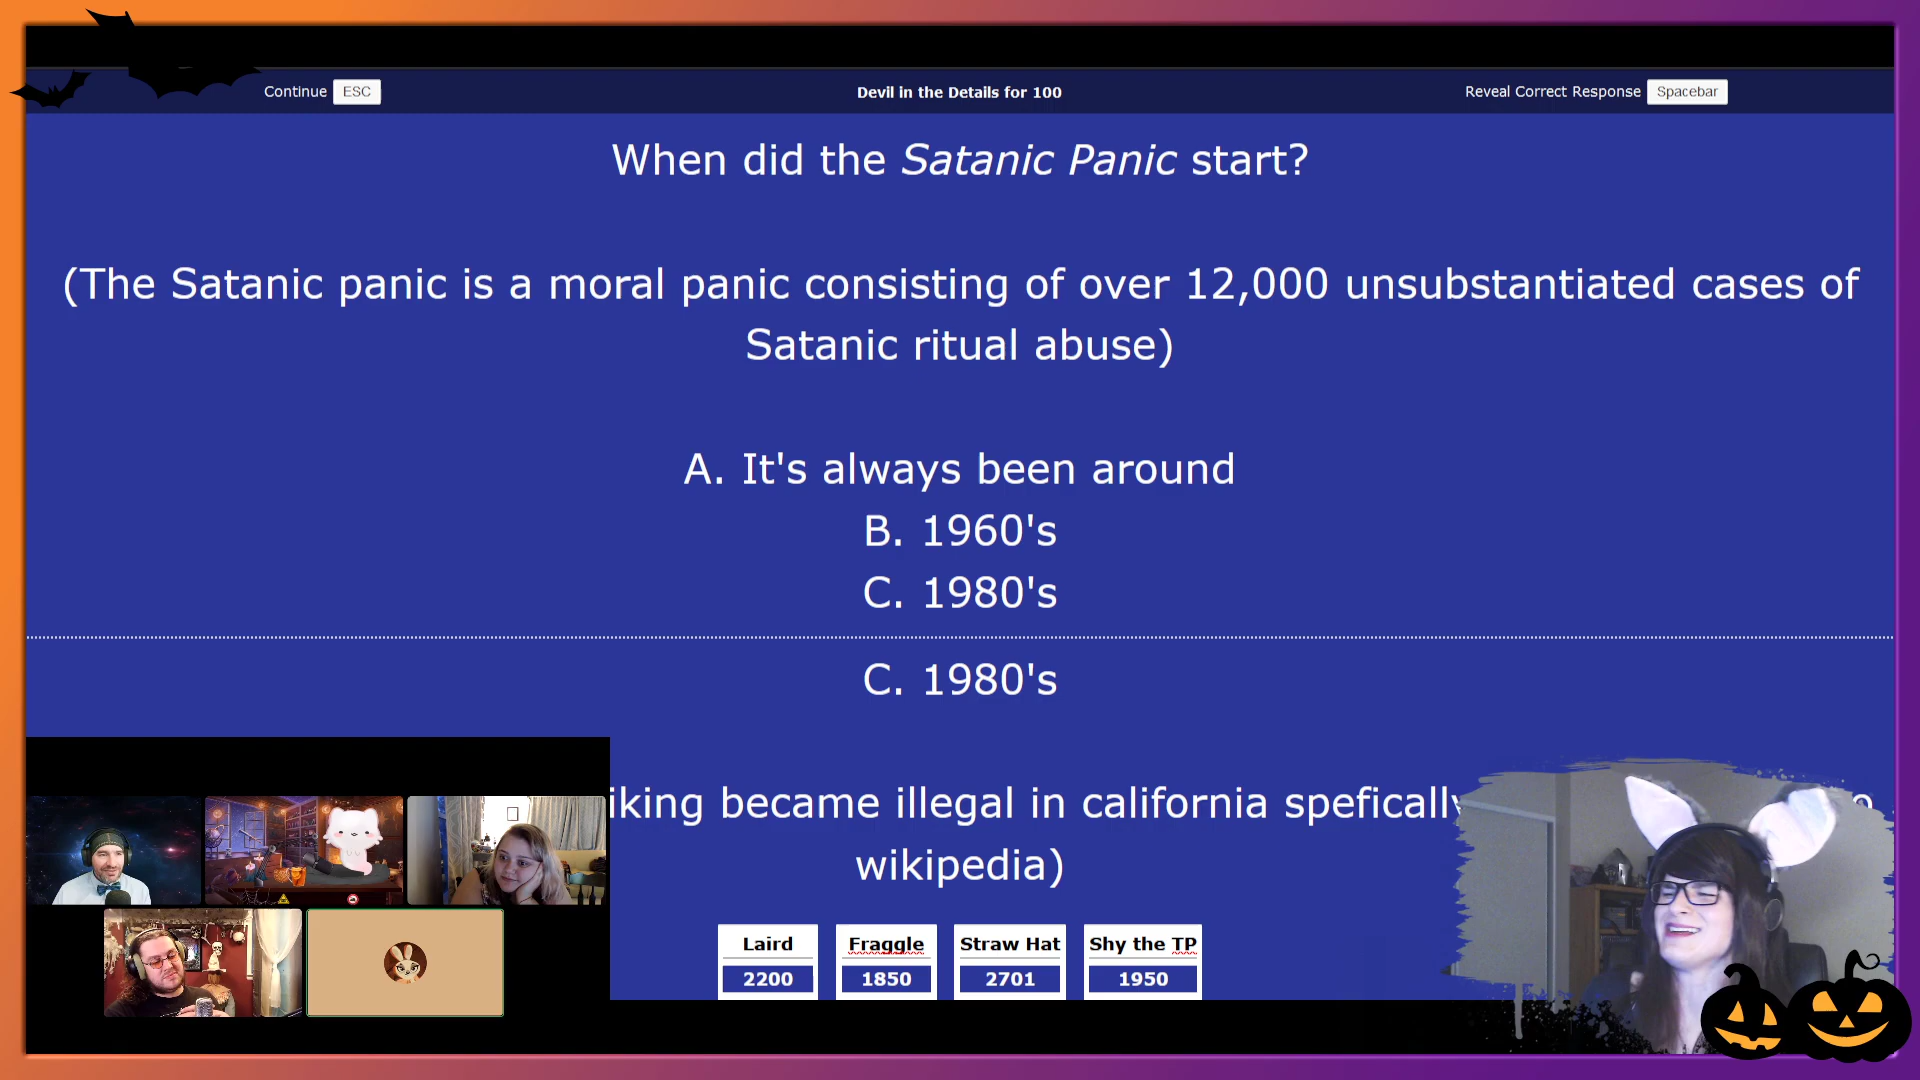 Continue ESC
Devil in the Details for 100
Reveal Correct Response Spacebar
When did the Satanic Panic start?
(The Satanic panic is a moral panic consisting of over 12,000 unsubstantiated cases of
Satanic ritual abuse)
A. It's always been around
B. 1960's
C. 1980's
C. 1980's
iking became illegal in california spefically
wikipedia)
Laird Fraggle Straw Hat Shy the TP
2200 1850 2701 1950